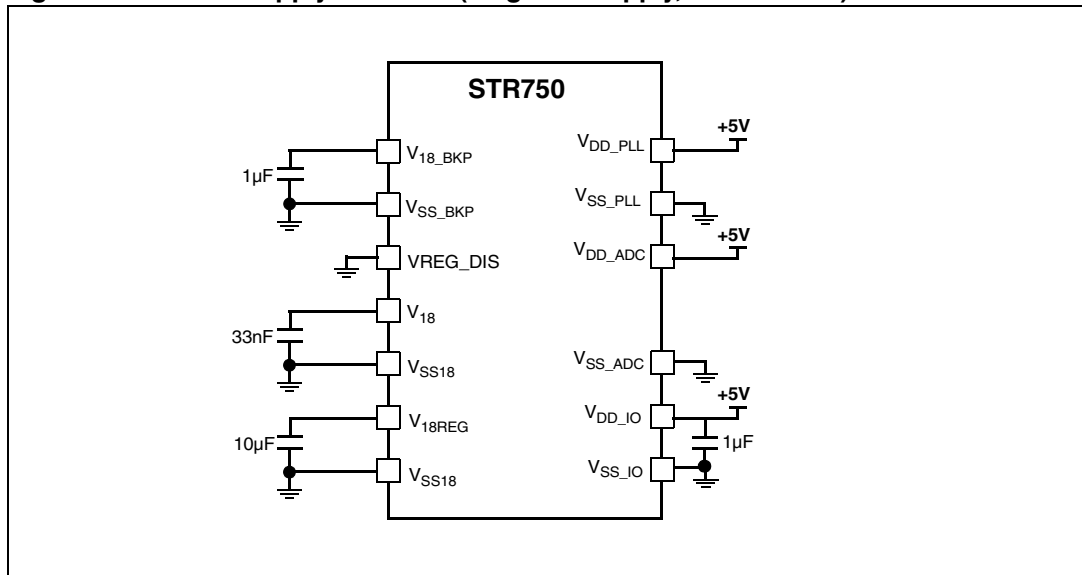 STR750
V18_BKP
1µF
VSS_BKP
VREG_DIS
V18
33nF
VSS18
V18REG
10µF
VSS18
+5V
VDD_PLL
VSS_PLL
+5V
VDD_ADC
VSS_ADC
+5V
VDD_IO
1µF
VSS_IO